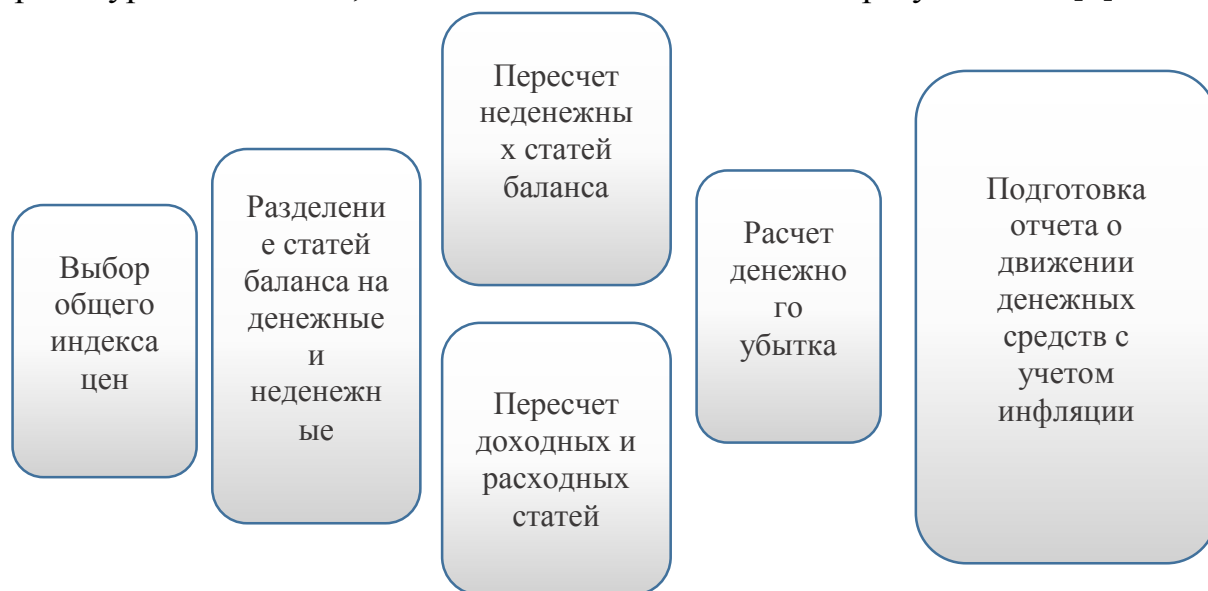 Выбор
общего
индекса
цен
Разделени
е статей
баланса на
денежные
и
неденежн
ые
Пересчет
неденежны
х статей
баланса
Пересчет
доходных и
расходных
статей
Расчет
денежно
го
убытка
Подготовка
отчета о
движении
денежных
средств с
учетом
инфляции